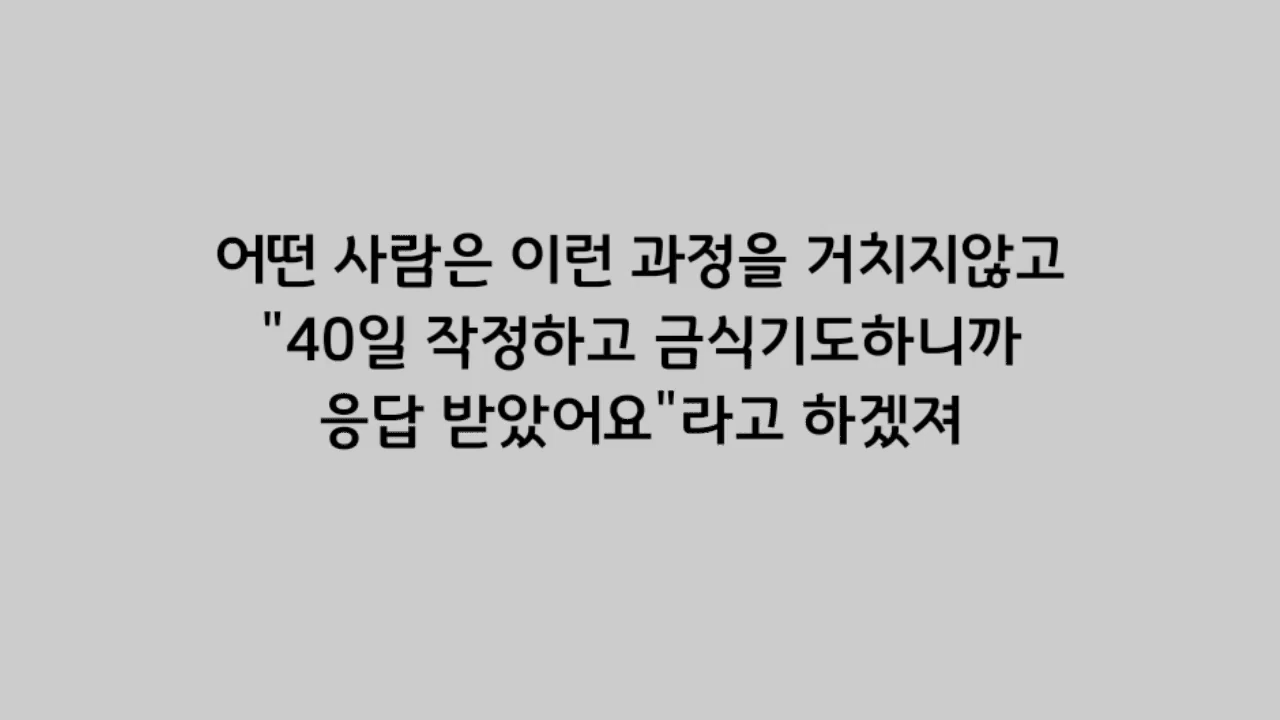 어떤 사람은 이런 과정을 거치지않고
"40일 작정하고 금식기도하니까
응답 받았어요"라고 하겠져